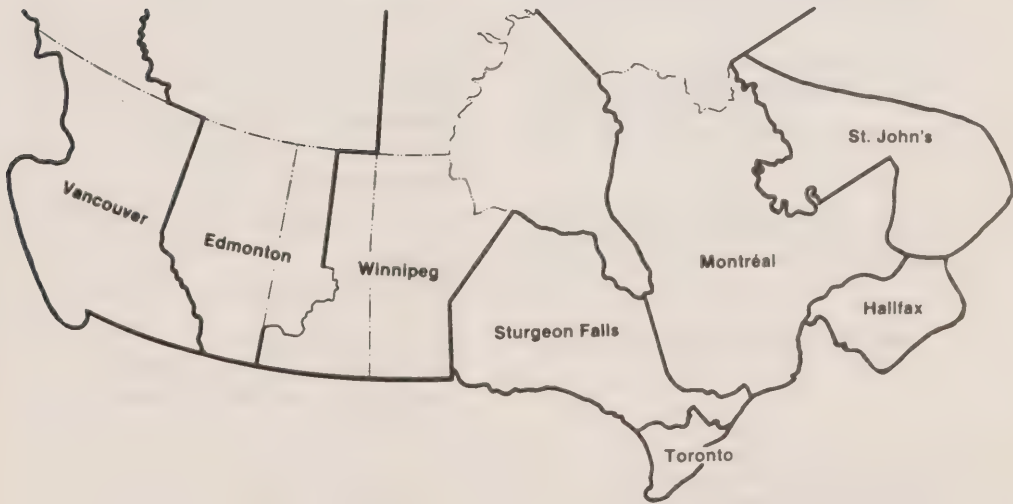 St. John's
Vancouver
Edmonton
Winnipeg
Montréal
Halifax
Sturgeon Falls
Toronto